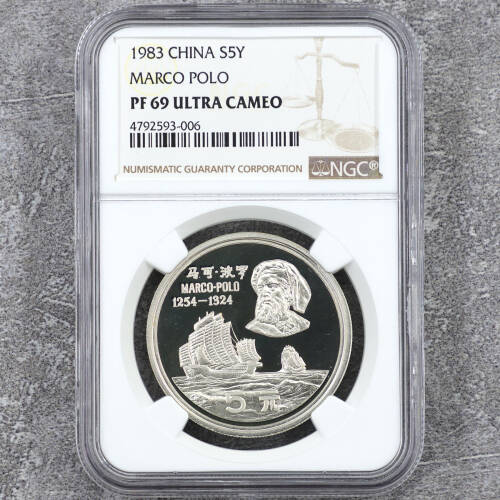 1983 CHINA S5Y
MARCO POLO
PF 69 ULTRA CAMEO
4792593-006
NUMISMATIC GUARANTY CORPORATION
NGC®
马可·波罗
MARCO·POLO
1254—1324
5元